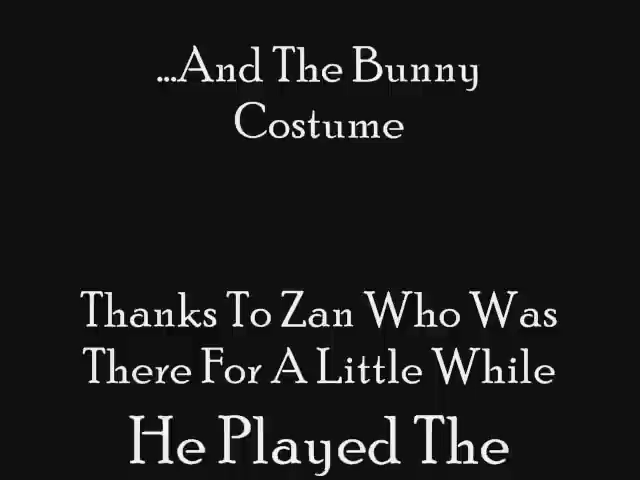 ...And The Bunny
Costume
Thanks To Zan Who Was
There For A Little While
He Played The